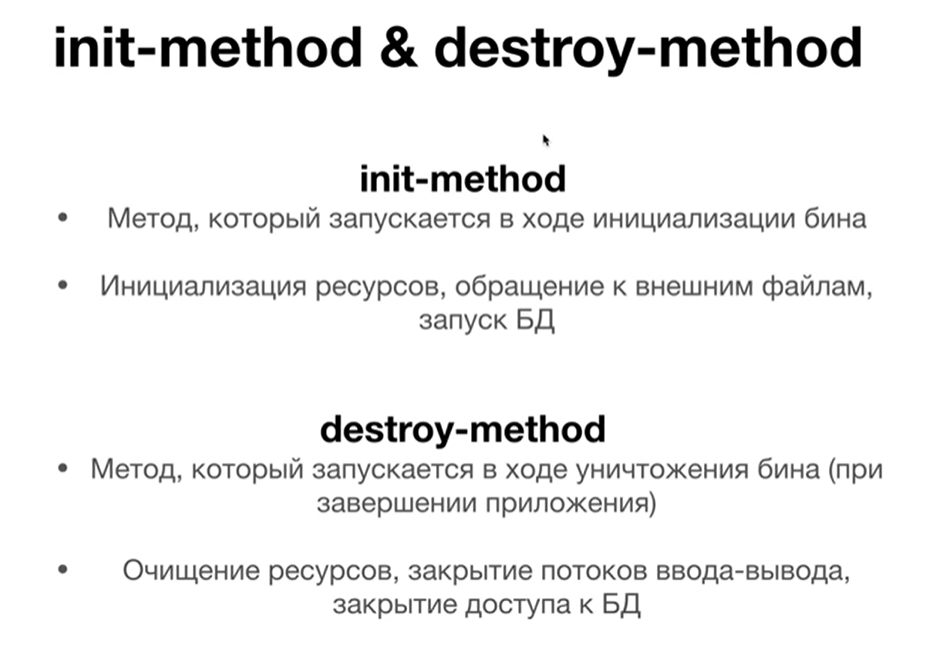 init-method & destroy-method
init-method
• Метод, который запускается в ходе инициализации бина
• Инициализация ресурсов, обращение к внешним файлам,
запуск БД
destroy-method
• Метод, который запускается в ходе уничтожения бина (при
завершении приложения)
• Очищение ресурсов, закрытие потоков ввода-вывода,
закрытие доступа к БД